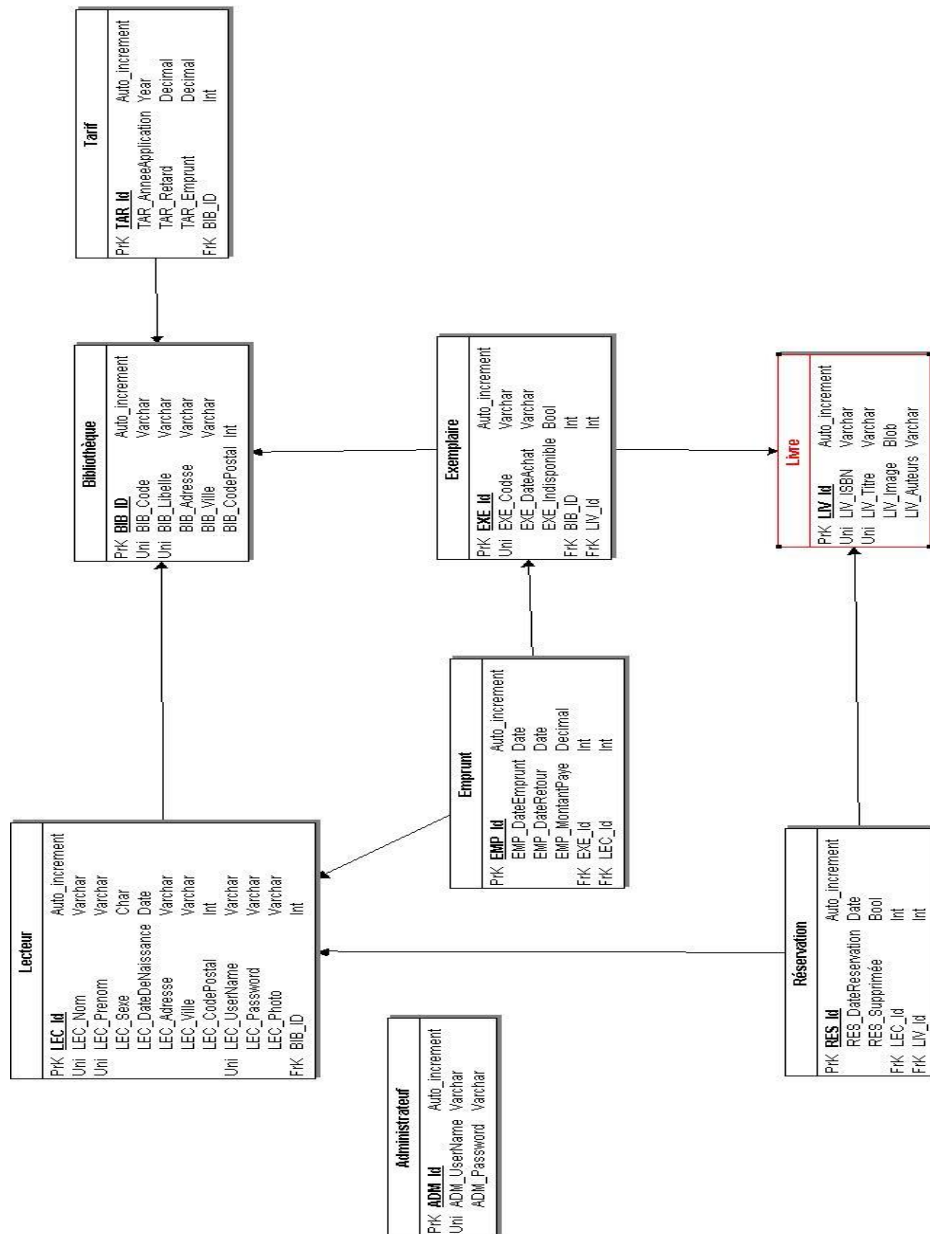 Tarif
PrK TAR_Id Auto_increment
TAR_AnneeApplication Year
TAR_Retard Decimal
TAR_Emprunt Decimal
FrK BIB_ID Int
Bibliothèque
PrK BIB_ID Auto_increment
Uni BIB_Code Varchar
Uni BIB_Libelle Varchar
BIB_Adresse Varchar
BIB_Ville Varchar
BIB_CodePostal Int
Lecteur
PrK LEC_Id Auto_increment
Uni LEC_Nom Varchar
Uni LEC_Prenom Varchar
LEC_Sexe Char
LEC_DateDeNaissance Date
LEC_Adresse Varchar
LEC_Ville Varchar
LEC_CodePostal Int
Uni LEC_UserName Varchar
LEC_Password Varchar
LEC_Photo Varchar
FrK BIB_ID Int
Exemplaire
PrK EXE_Id Auto_increment
Uni EXE_Code Varchar
EXE_DateAchat Varchar
EXE_Indisponible Bool
FrK BIB_ID Int
FrK LIV_Id Int
Emprunt
PrK EMP_Id Auto_increment
EMP_DateEmprunt Date
EMP_DateRetour Date
EMP_MontantPaye Decimal
FrK EXE_Id Int
FrK LEC_Id Int
Administrateur
PrK ADM_Id Auto_increment
Uni ADM_UserName Varchar
ADM_Password Varchar
Livre
PrK LIV_Id Auto_increment
Uni LIV_ISBN Varchar
Uni LIV_Titre Varchar
LIV_Image Blob
LIV_Auteurs Varchar
Réservation
PrK RES_Id Auto_increment
RES_DateReservation Date
RES_Supprimée Bool
FrK LEC_Id Int
FrK LIV_Id Int